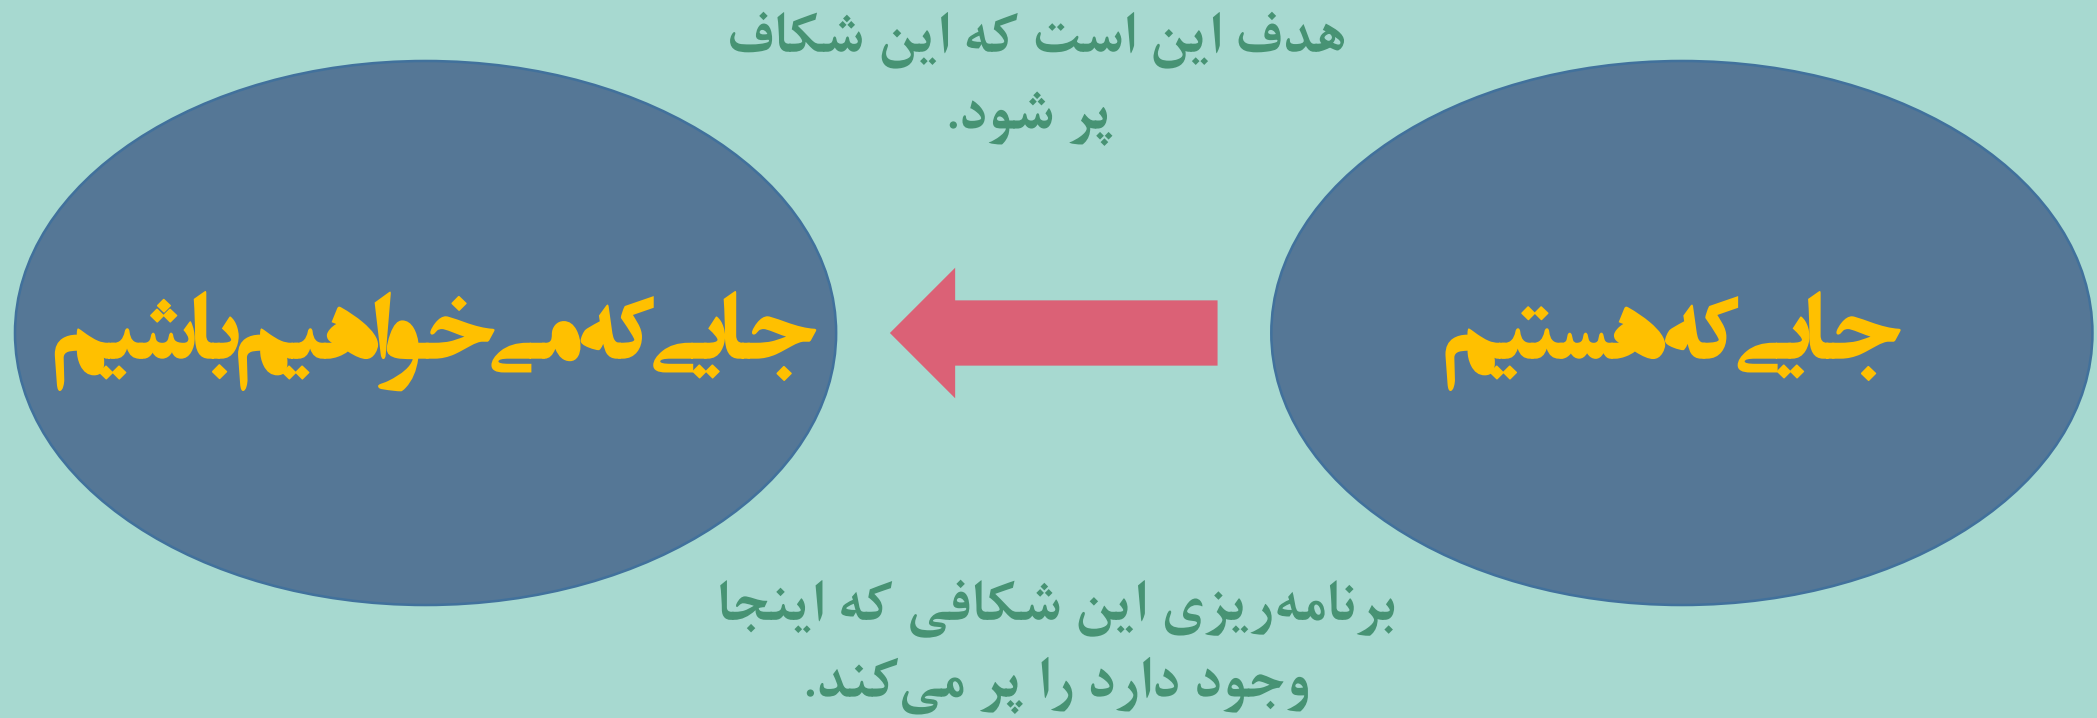 هدف این است که این شکاف
پر شود.
جایی که هستیم
جایی که می‌خواهیم باشیم
برنامه‌ریزی این شکافی که اینجا
وجود دارد را پر می‌کند.